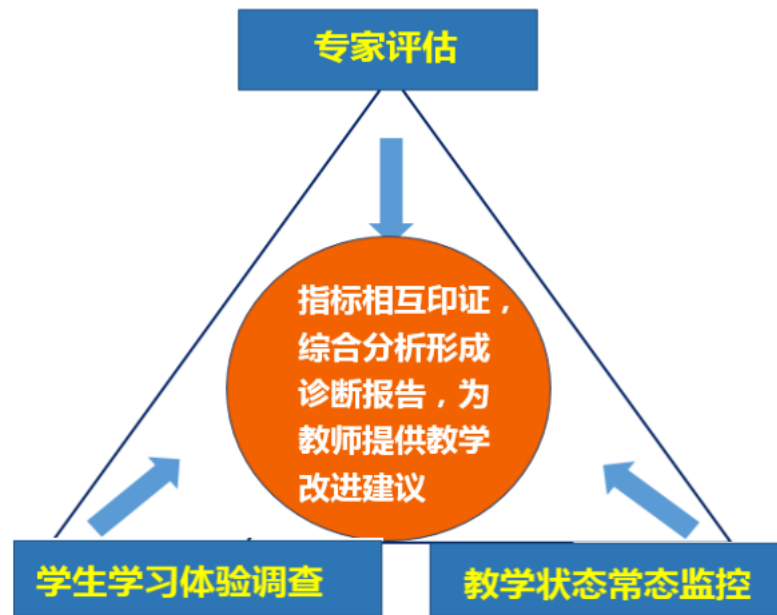 专家评估
指标相互印证，
综合分析形成
诊断报告，为
教师提供教学
改进建议
学生学习体验调查
教学状态常态监控